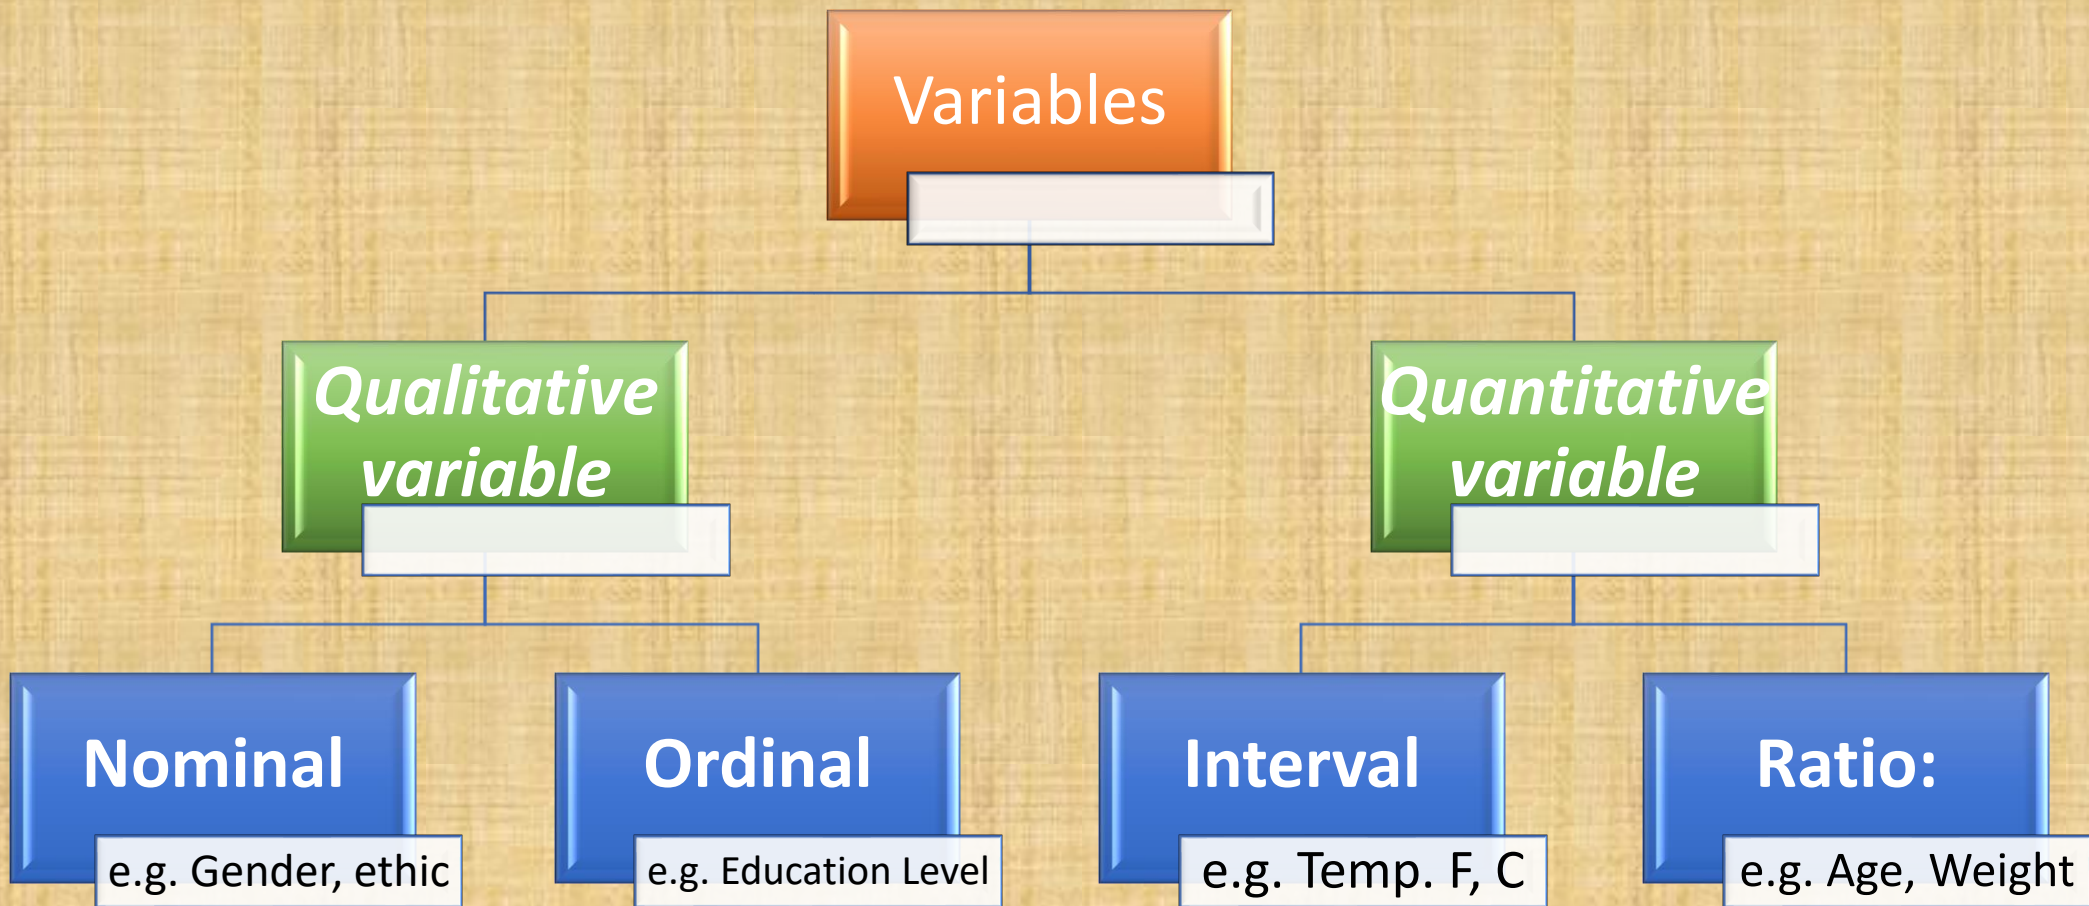 Variables
Qualitative
variable
Quantitative
variable
Nominal
e.g. Gender, ethic
Ordinal
e.g. Education Level
Interval
e.g. Temp. F, C
Ratio:
e.g. Age, Weight